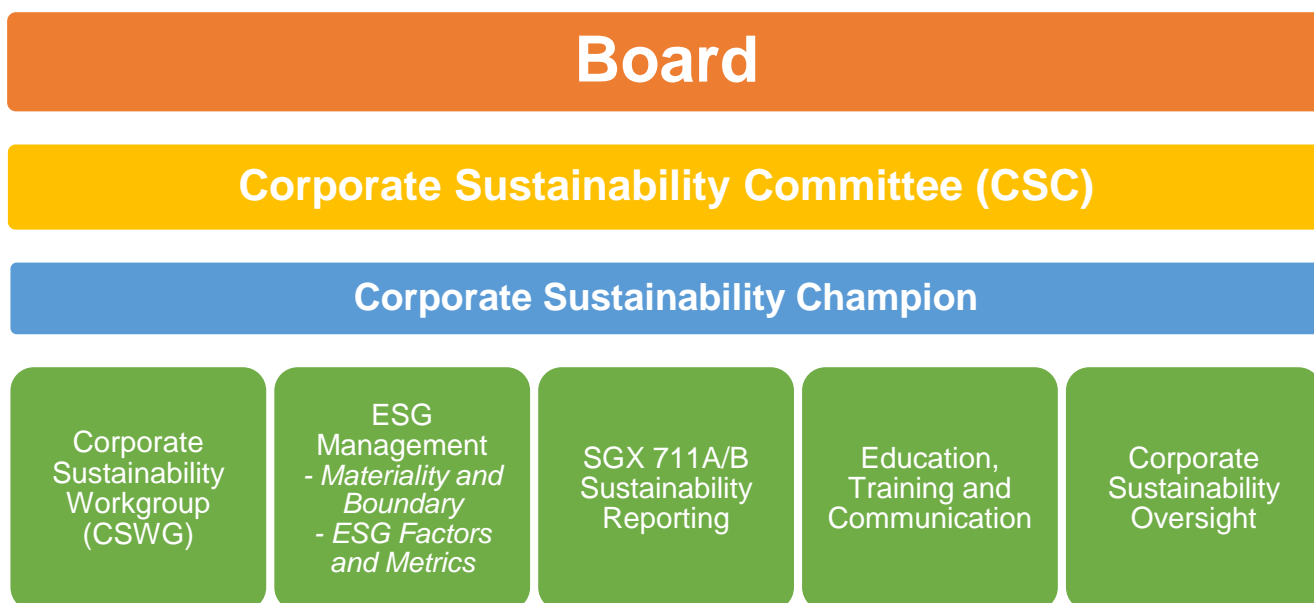 Board
Corporate Sustainability Committee (CSC)
Corporate Sustainability Champion
Corporate
Sustainability
Workgroup
(CSWG)
ESG
Management
- Materiality and
Boundary
- ESG Factors
and Metrics
SGX 711A/B
Sustainability
Reporting
Education,
Training and
Communication
Corporate
Sustainability
Oversight